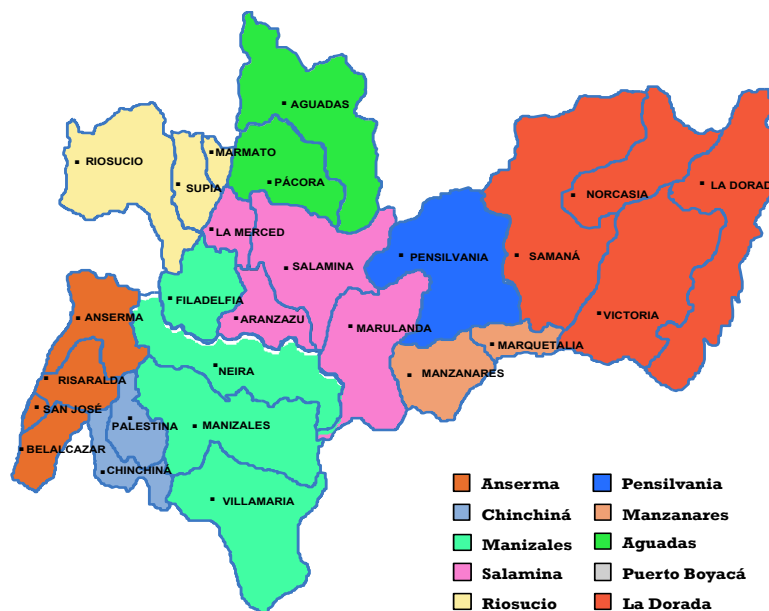 AGUADAS
MARMATO
RIOSUCIO
PÁCORA
SUPIA
LA DORAD
NORCASIA
LA MERCED
SALAMINA
PENSILVANIA
SAMANÁ
FILADELFIA
ANSERMA
ARANZAZU
MARULANDA
VICTORIA
MARQUETALIA
NEIRA
RISARALDA
MANZANARES
SAN JOSÉ
PALESTINA
MANIZALES
BELALCAZAR
CHINCHINÁ
VILLAMARIA
Anserma
Chinchiná
Manizales
Salamina
Riosucio
Pensilvania
Manzanares
Aguadas
Puerto Boyacá
La Dorada